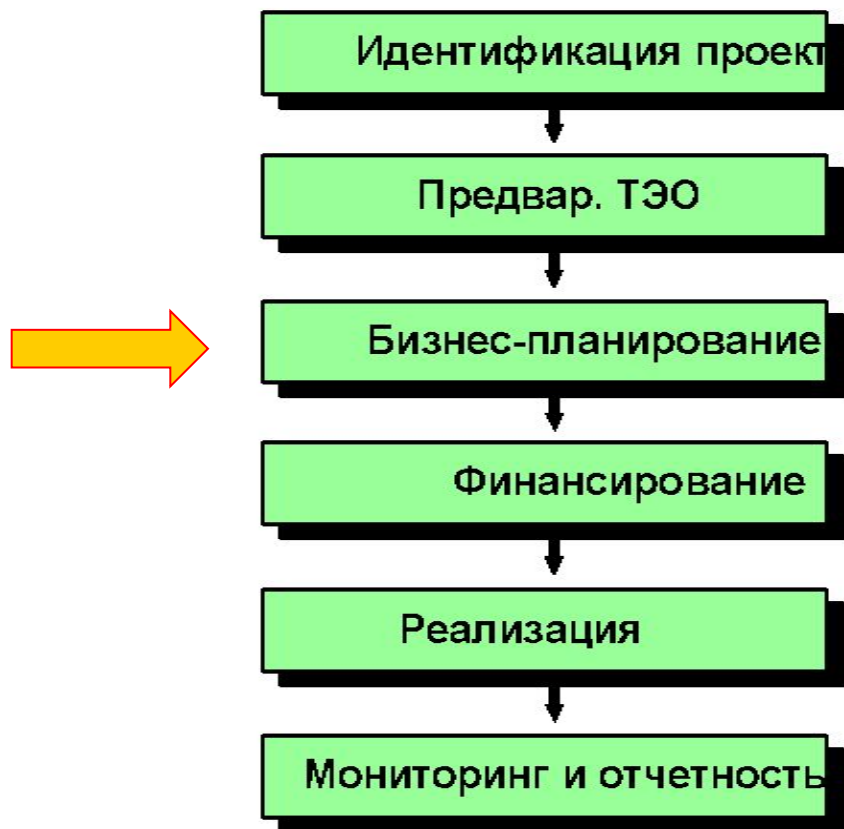 Идентификация проект
Предвар. ТЭО
Бизнес-планирование
Финансирование
Реализация
Мониторинг и отчетность